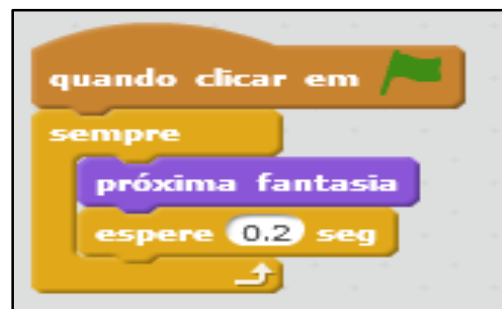 quando clicar em
sempre
próxima fantasia
espere 0.2 seg